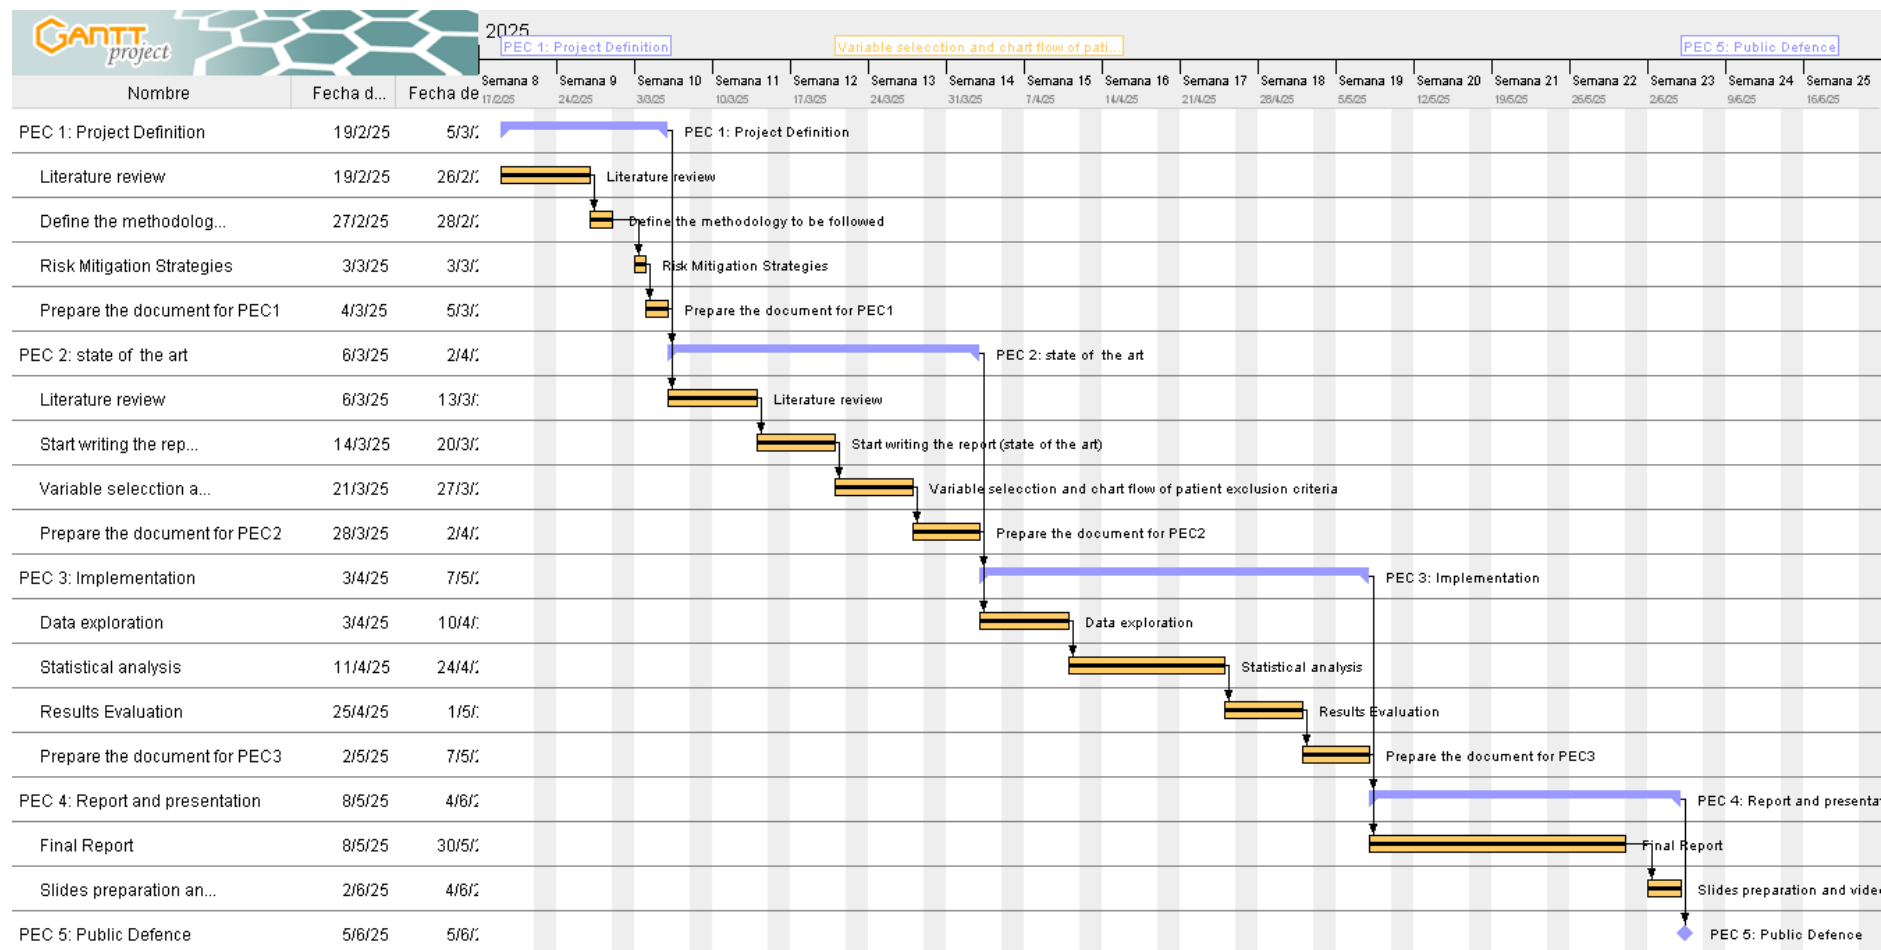 GANTT
project
2025
PEC 1: Project Definition
Variable selecction and chart flow of pati...
PEC 5: Public Defence
Semana 8 Semana 9 Semana 10 Semana 11 Semana 12 Semana 13 Semana 14 Semana 15 Semana 16 Semana 17 Semana 18 Semana 19 Semana 20 Semana 21 Semana 22 Semana 23 Semana 24 Semana 25
17/2/25 24/2/25 3/3/25 10/3/25 17/3/25 24/3/25 31/3/25 7/4/25 14/4/25 21/4/25 28/4/25 5/5/25 12/5/25 19/5/25 26/5/25 2/6/25 9/6/25 16/6/25
Nombre Fecha d... Fecha de
PEC 1: Project Definition 19/2/25 5/3/2 PEC 1: Project Definition
Literature review 19/2/25 26/2/2 Literature review
Define the methodolog... 27/2/25 28/2/2 Define the methodology to be followed
Risk Mitigation Strategies 3/3/25 3/3/2 Risk Mitigation Strategies
Prepare the document for PEC1 4/3/25 5/3/2 Prepare the document for PEC1
PEC 2: state of the art 6/3/25 2/4/2 PEC 2: state of the art
Literature review 6/3/25 13/3/ Literature review
Start writing the rep... 14/3/25 20/3/2 Start writing the report (state of the art)
Variable selecction a... 21/3/25 27/3/2 Variable selecction and chart flow of patient exclusion criteria
Prepare the document for PEC2 28/3/25 2/4/2 Prepare the document for PEC2
PEC 3: Implementation 3/4/25 7/5/2 PEC 3: Implementation
Data exploration 3/4/25 10/4/ Data exploration
Statistical analysis 11/4/25 24/4/2 Statistical analysis
Results Evaluation 25/4/25 1/5/ Results Evaluation
Prepare the document for PEC3 2/5/25 7/5/2 Prepare the document for PEC3
PEC 4: Report and presentation 8/5/25 4/6/2 PEC 4: Report and presenta
Final Report 8/5/25 30/5/2 Final Report
Slides preparation an... 2/6/25 4/6/2 Slides preparation and vide
PEC 5: Public Defence 5/6/25 5/6/2 PEC 5: Public Defence